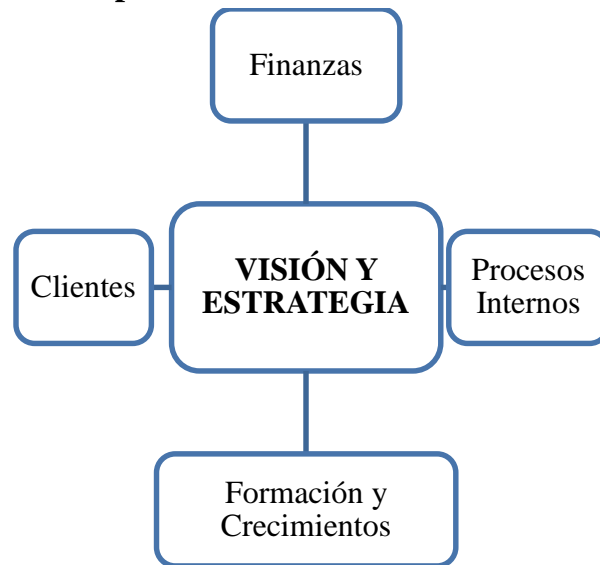 Finanzas
Clientes
VISIÓN Y
ESTRATEGIA
Procesos
Internos
Formación y
Crecimientos